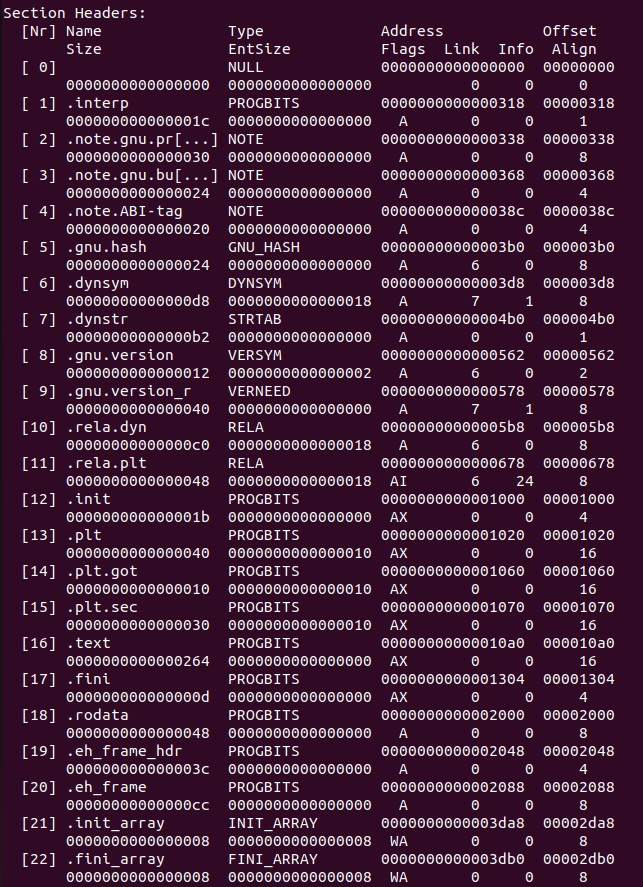 Section Headers:
[Nr] Name Type Address Offset
Size EntSize Flags Link Info Align
[ 0] NULL 0000000000000000 00000000
0000000000000000 0000000000000000 0 0 0
[ 1] .interp PROGBITS 0000000000000318 00000318
000000000000001c 0000000000000000 A 0 0 1
[ 2] .note.gnu.pr[...] NOTE 0000000000000338 00000338
0000000000000030 0000000000000000 A 0 0 8
[ 3] .note.gnu.bu[...] NOTE 0000000000000368 00000368
0000000000000024 0000000000000000 A 0 0 4
[ 4] .note.ABI-tag NOTE 000000000000038c 0000038c
0000000000000020 0000000000000000 A 0 0 4
[ 5] .gnu.hash GNU_HASH 00000000000003b0 000003b0
0000000000000024 0000000000000000 A 6 0 8
[ 6] .dynsym DYNSYM 00000000000003d8 000003d8
00000000000000d8 0000000000000018 A 7 1 8
[ 7] .dynstr STRTAB 00000000000004b0 000004b0
00000000000000b2 0000000000000000 A 0 0 1
[ 8] .gnu.version VERSYM 0000000000000562 00000562
0000000000000012 0000000000000002 A 6 0 2
[ 9] .gnu.version_r VERNEED 0000000000000578 00000578
0000000000000040 0000000000000000 A 7 1 8
[10] .rela.dyn RELA 00000000000005b8 000005b8
00000000000000c0 0000000000000018 A 6 0 8
[11] .rela.plt RELA 0000000000000678 00000678
0000000000000048 0000000000000018 AI 6 24 8
[12] .init PROGBITS 0000000000001000 00001000
000000000000001b 0000000000000000 AX 0 0 4
[13] .plt PROGBITS 0000000000001020 00001020
0000000000000040 0000000000000010 AX 0 0 16
[14] .plt.got PROGBITS 0000000000001060 00001060
0000000000000010 0000000000000010 AX 0 0 16
[15] .plt.sec PROGBITS 0000000000001070 00001070
0000000000000030 0000000000000010 AX 0 0 16
[16] .text PROGBITS 00000000000010a0 000010a0
0000000000000264 0000000000000000 AX 0 0 16
[17] .fini PROGBITS 0000000000001304 00001304
000000000000000d 0000000000000000 AX 0 0 4
[18] .rodata PROGBITS 0000000000002000 00002000
0000000000000048 0000000000000000 A 0 0 8
[19] .eh_frame_hdr PROGBITS 0000000000002048 00002048
000000000000003c 0000000000000000 A 0 0 4
[20] .eh_frame PROGBITS 0000000000002088 00002088
00000000000000cc 0000000000000000 A 0 0 8
[21] .init_array INIT_ARRAY 0000000000003da8 00002da8
0000000000000008 0000000000000008 WA 0 0 8
[22] .fini_array FINI_ARRAY 0000000000003db0 00002db0
0000000000000008 0000000000000008 WA 0 0 8